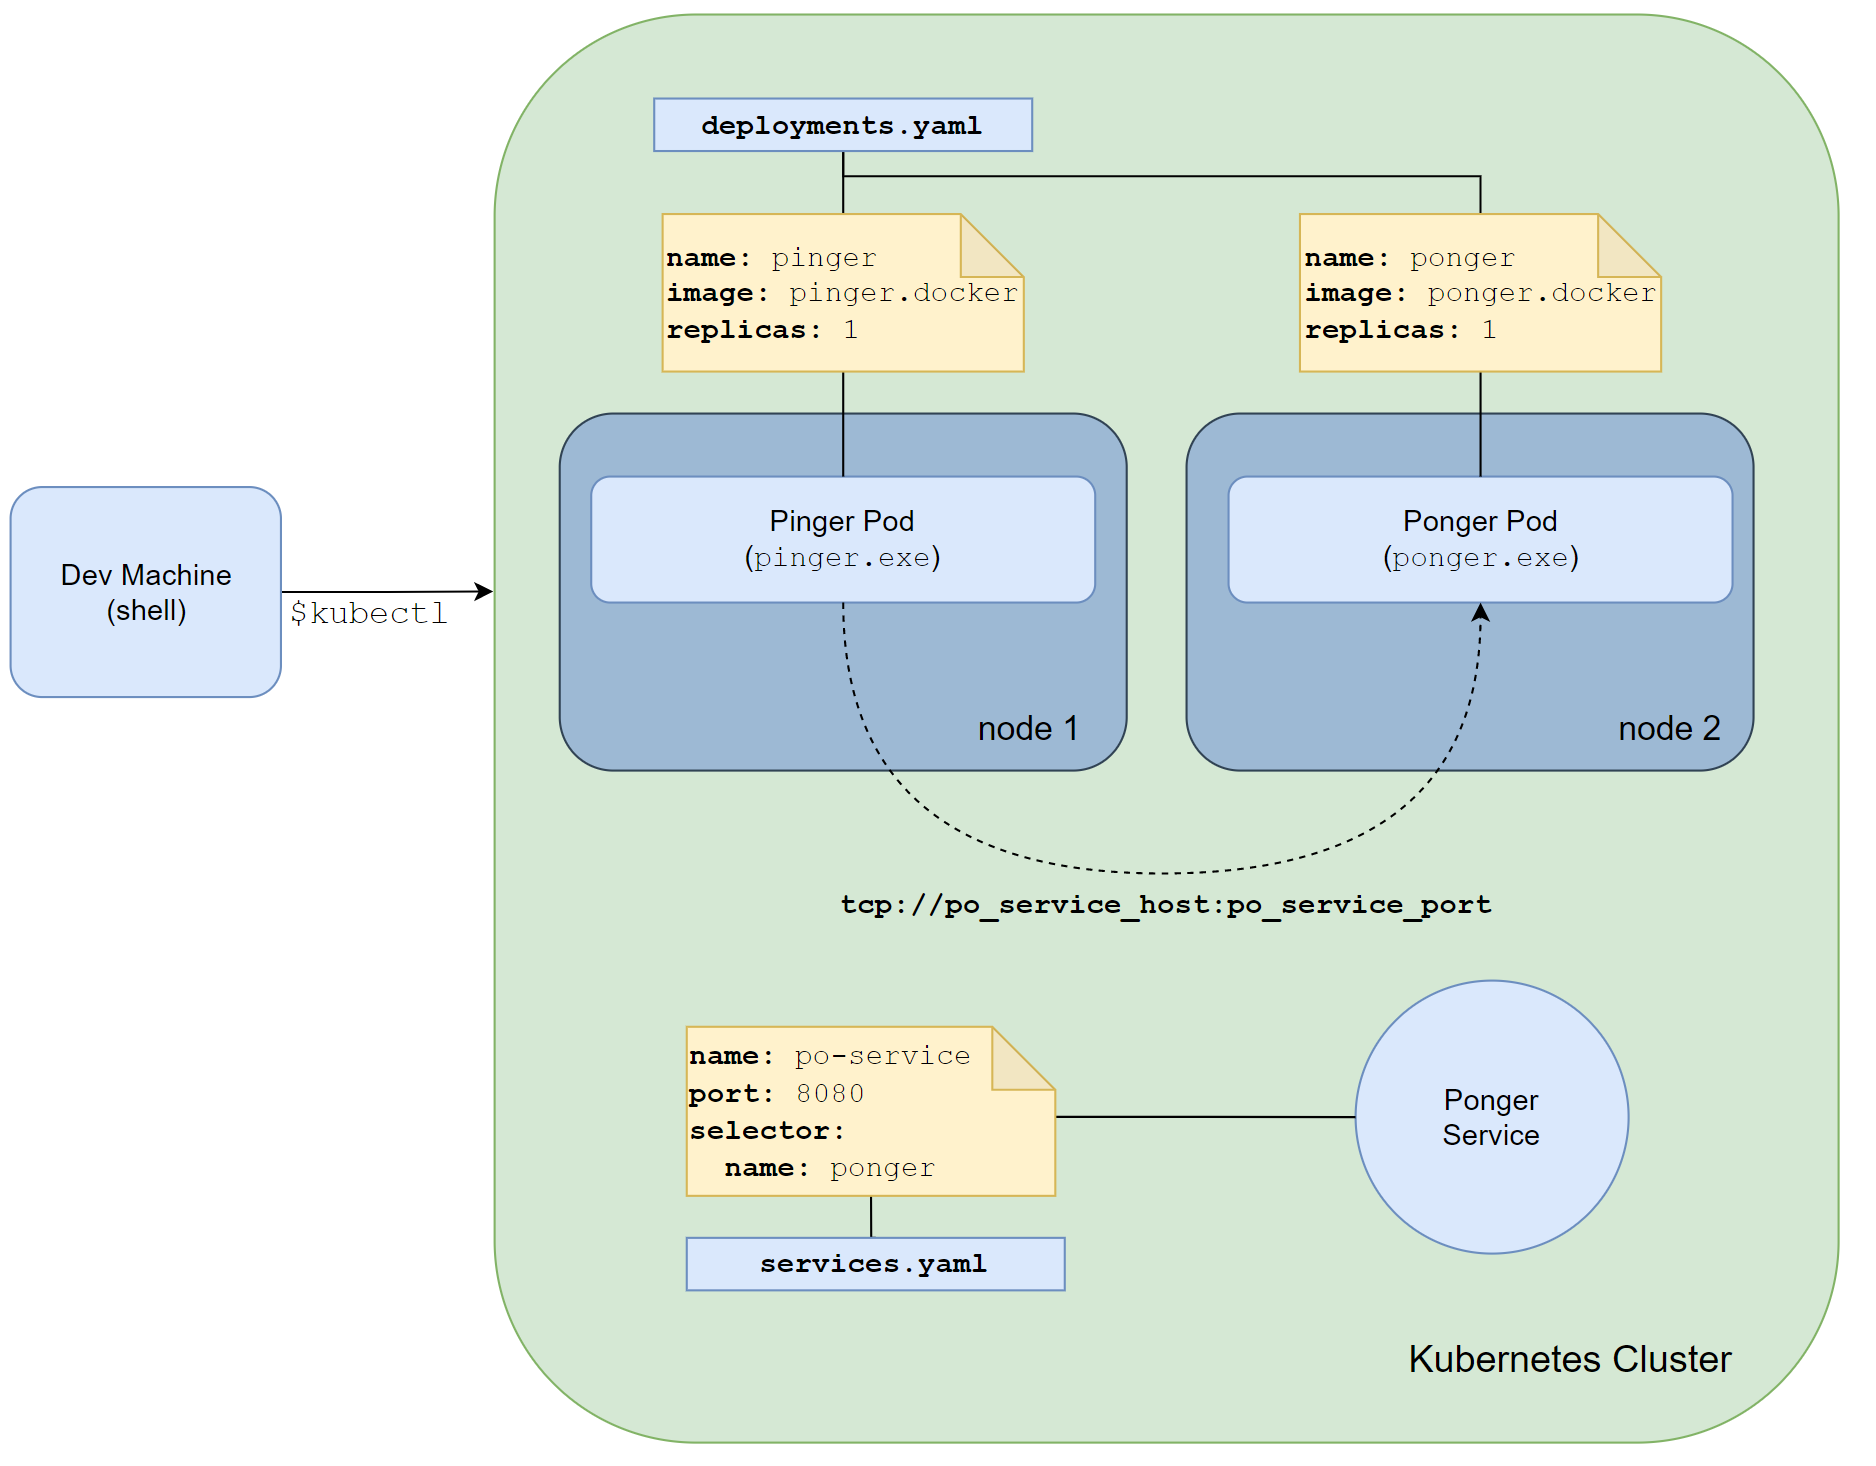 deployments.yaml
name: pinger
image: pinger.docker
replicas: 1
name: ponger
image: ponger.docker
replicas: 1
Pinger Pod
(pinger.exe)
node 1
Ponger Pod
(ponger.exe)
node 2
Dev Machine
(shell)
$kubectl
tcp://po_service_host:po_service_port
name: po-service
port: 8080
selector:
  name: ponger
services.yaml
Ponger
Service
Kubernetes Cluster